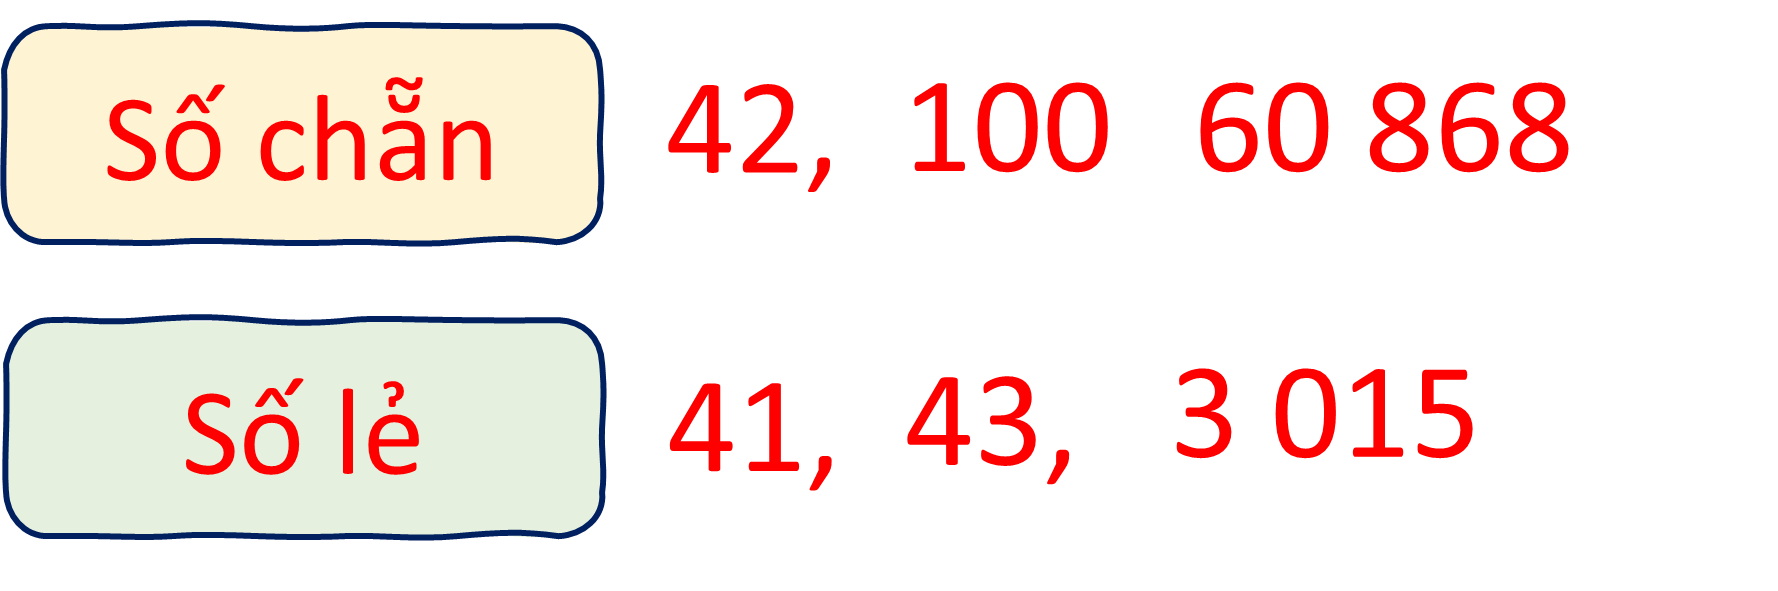 Số chẵn 42, 100 60 868
Số lẻ 41, 43, 3 015